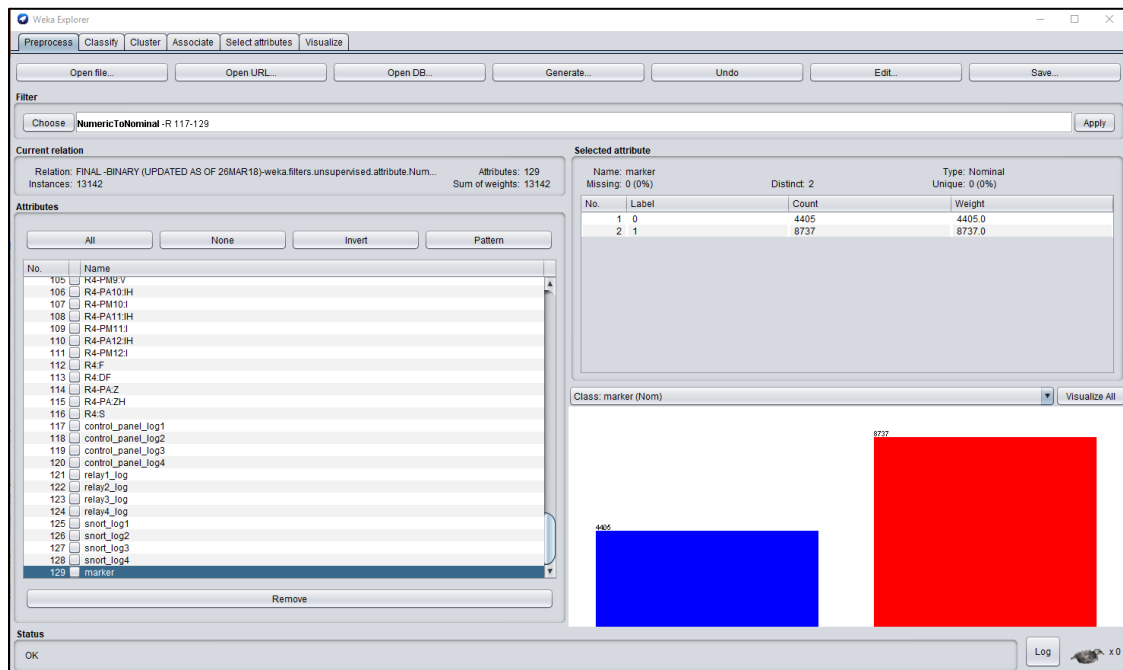 Weka Explorer
Preprocess Classify Cluster Associate Select attributes Visualize
Open file... Open URL... Open DB... Generate... Undo Edit... Save...
Filter
Choose NumericToNominal -R 117-129 Apply
Current relation
Relation: FINAL -BINARY (UPDATED AS OF 26MAR18)-weka.filters.unsupervised.attribute.Num... Attributes: 129
Instances: 13142 Sum of weights: 13142
Selected attribute
Name: marker Type: Nominal
Missing: 0 (0%) Distinct: 2 Unique: 0 (0%)
No. Label Count Weight
1 0 4405 4405.0
2 1 8737 8737.0
Attributes
All None Invert Pattern
No. Name
105 R4-PM9:V
106 R4-PA10:IH
107 R4-PM10:I
108 R4-PA11:IH
109 R4-PM11:I
110 R4-PA12:IH
111 R4-PM12:I
112 R4:F
113 R4:DF
114 R4-PA:Z
115 R4-PA:ZH
116 R4:S
117 control_panel_log1
118 control_panel_log2
119 control_panel_log3
120 control_panel_log4
121 relay1_log
122 relay2_log
123 relay3_log
124 relay4_log
125 snort_log1
126 snort_log2
127 snort_log3
128 snort_log4
129 marker
Remove
Class: marker (Nom) Visualize All
8737
4405
Status
OK
Log x 0